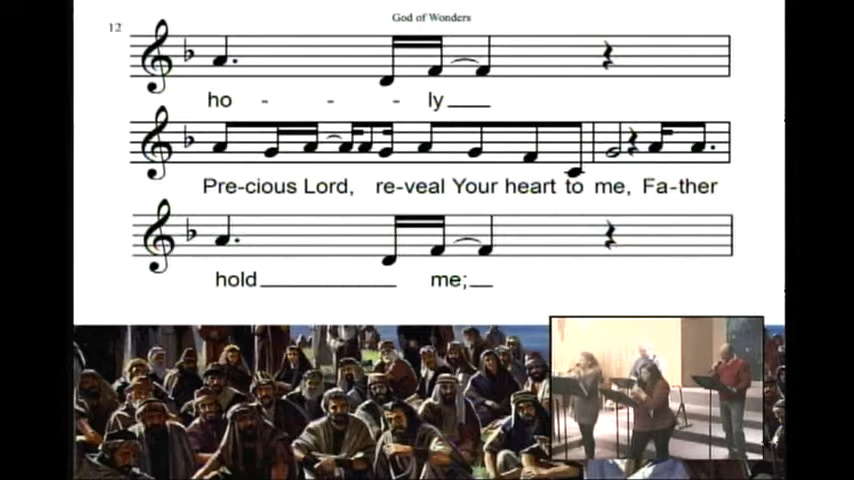 God of Wonders
12
ho - - - ly
Pre-cious Lord, re-veal Your heart to me, Fa-ther
hold me;